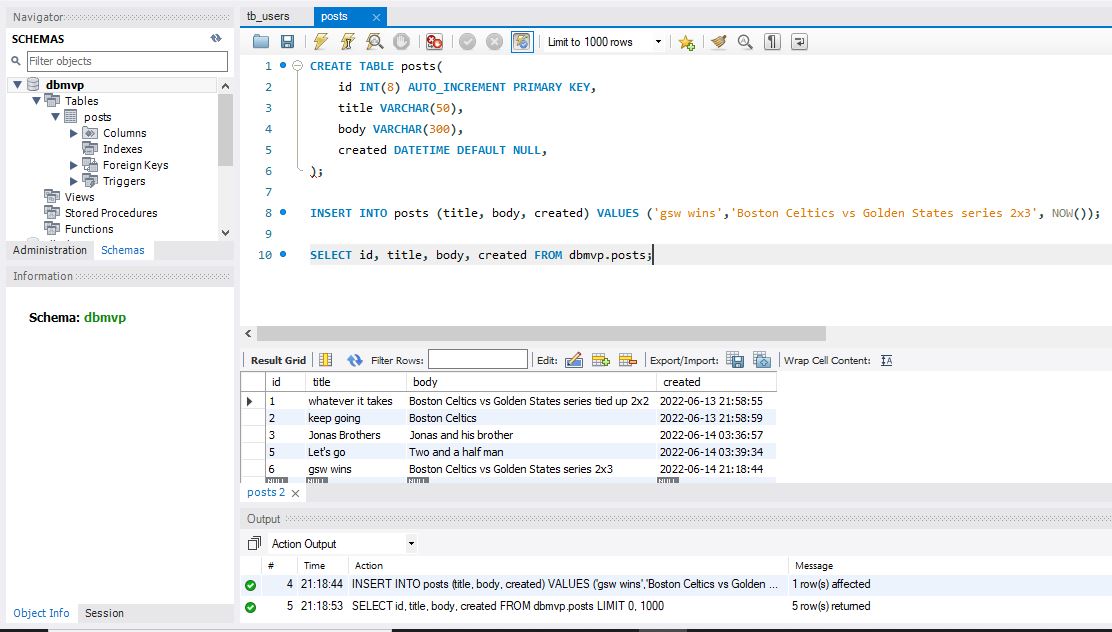 Navigator
SCHEMAS
Filter objects
dbmvp
Tables
posts
Columns
Indexes
Foreign Keys
Triggers
Views
Stored Procedures
Functions
Administration Schemas
Information
Schema: dbmvp
Object Info Session
tb_users posts
Limit to 1000 rows
1 CREATE TABLE posts(
2 id INT(8) AUTO_INCREMENT PRIMARY KEY,
3 title VARCHAR(50),
4 body VARCHAR(300),
5 created DATETIME DEFAULT NULL,
6 );
7
8 INSERT INTO posts (title, body, created) VALUES ('gsw wins','Boston Celtics vs Golden States series 2x3', NOW());
9
10 SELECT id, title, body, created FROM dbmvp.posts;
Result Grid Filter Rows: Edit: Export/Import: Wrap Cell Content:
id title body created
1 whatever it takes Boston Celtics vs Golden States series tied up 2x2 2022-06-13 21:58:55
2 keep going Boston Celtics 2022-06-13 21:58:59
3 Jonas Brothers Jonas and his brother 2022-06-14 03:36:57
5 Let's go Two and a half man 2022-06-14 03:39:34
6 gsw wins Boston Celtics vs Golden States series 2x3 2022-06-14 21:18:44
NULL NULL NULL NULL
posts 2
Output
Action Output
# Time Action Message
4 21:18:44 INSERT INTO posts (title, body, created) VALUES ('gsw wins','Boston Celtics vs Golden ... 1 row(s) affected
5 21:18:53 SELECT id, title, body, created FROM dbmvp.posts LIMIT 0, 1000 5 row(s) returned